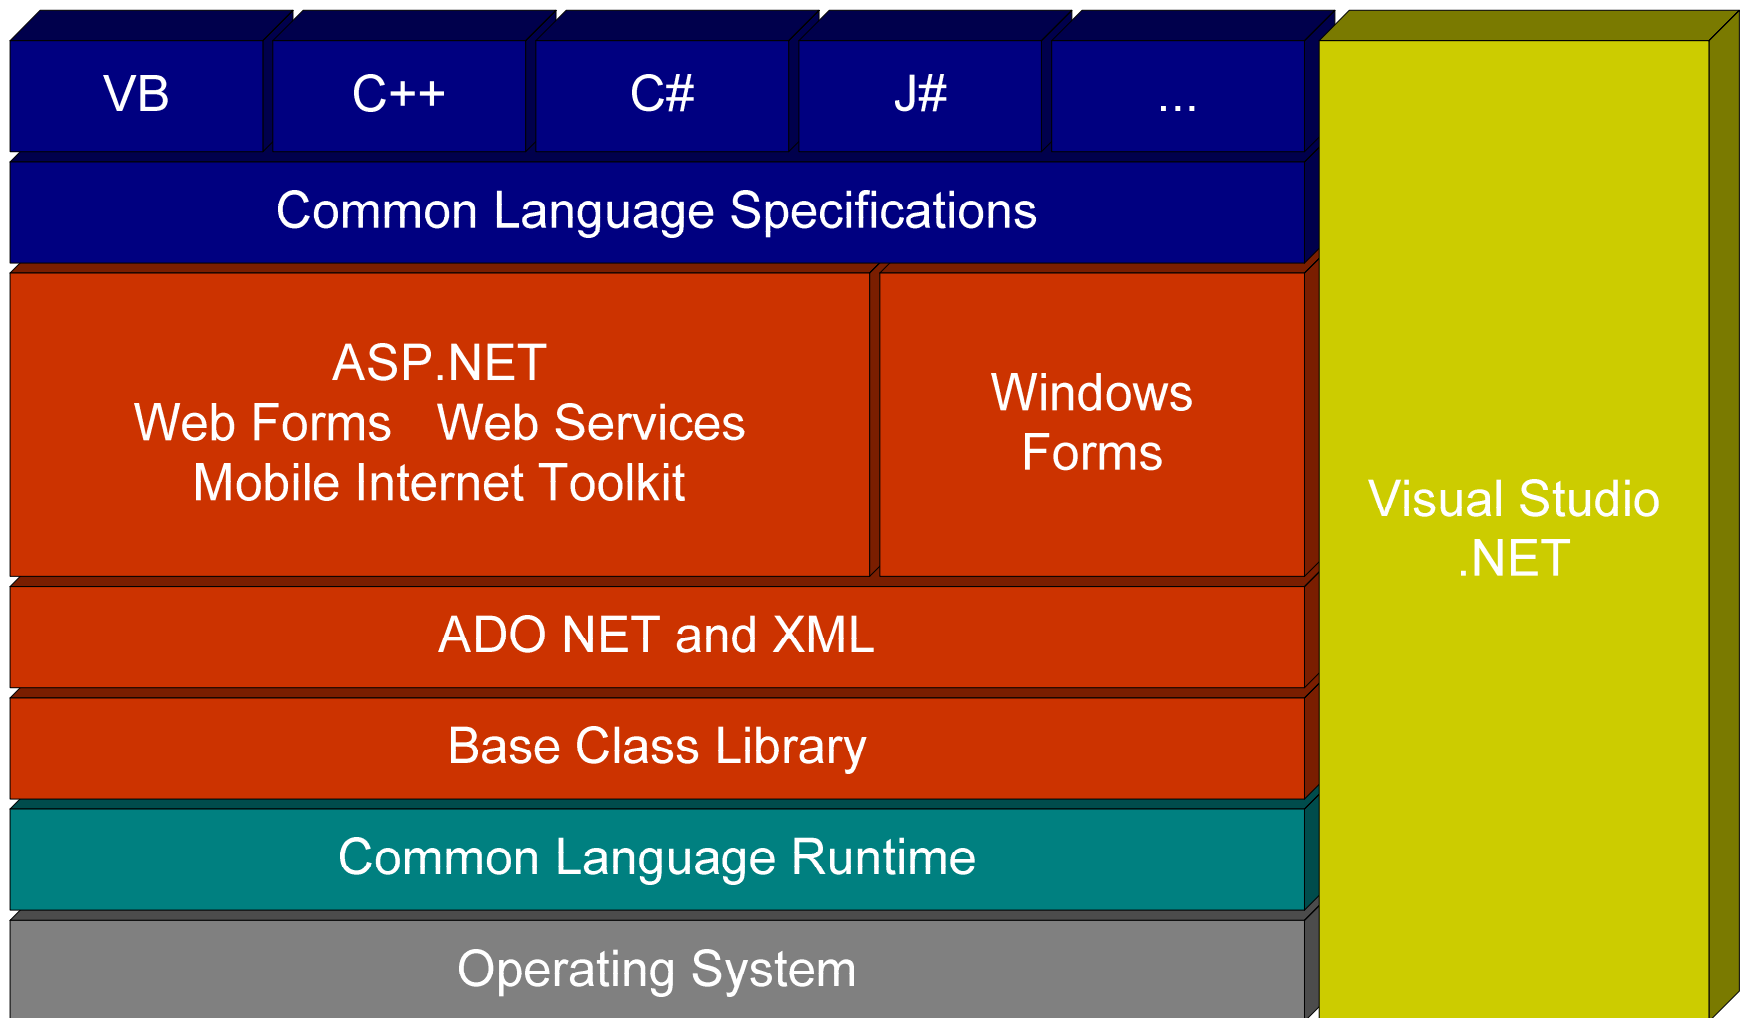 VB
C++
C#
J#
...
Common Language Specifications
ASP.NET
Web Forms Web Services
Mobile Internet Toolkit
Windows
Forms
Visual Studio
.NET
ADO NET and XML
Base Class Library
Common Language Runtime
Operating System